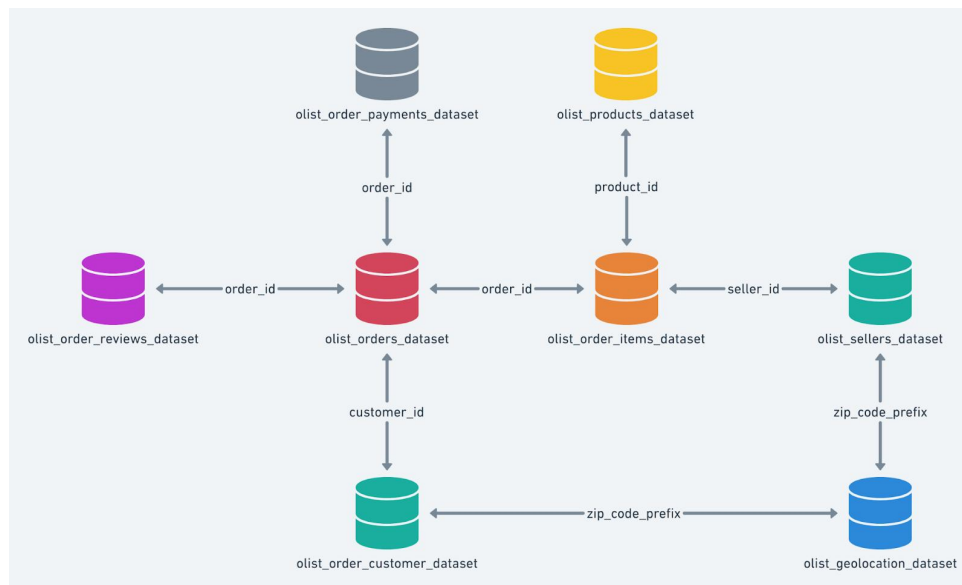 olist_order_payments_dataset
olist_products_dataset
order_id
product_id
order_id
order_id
seller_id
olist_order_reviews_dataset
olist_orders_dataset
olist_order_items_dataset
olist_sellers_dataset
customer_id
zip_code_prefix
zip_code_prefix
olist_order_customer_dataset
olist_geolocation_dataset